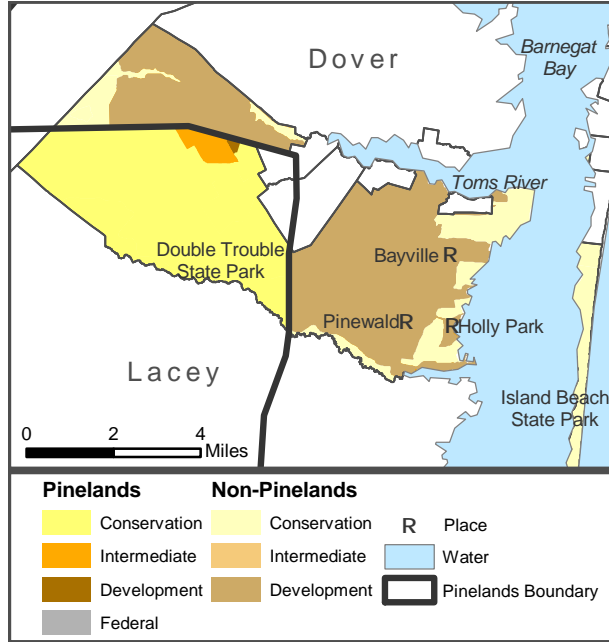 Dover
Barnegat
Bay
Toms River
Double Trouble
State Park
Bayville R
Pinewald R
R Holly Park
Lacey
Island Beach
State Park
0 2 4
Miles
Pinelands
Conservation
Intermediate
Development
Federal
Non-Pinelands
Conservation
Intermediate
Development
R Place
Water
Pinelands Boundary